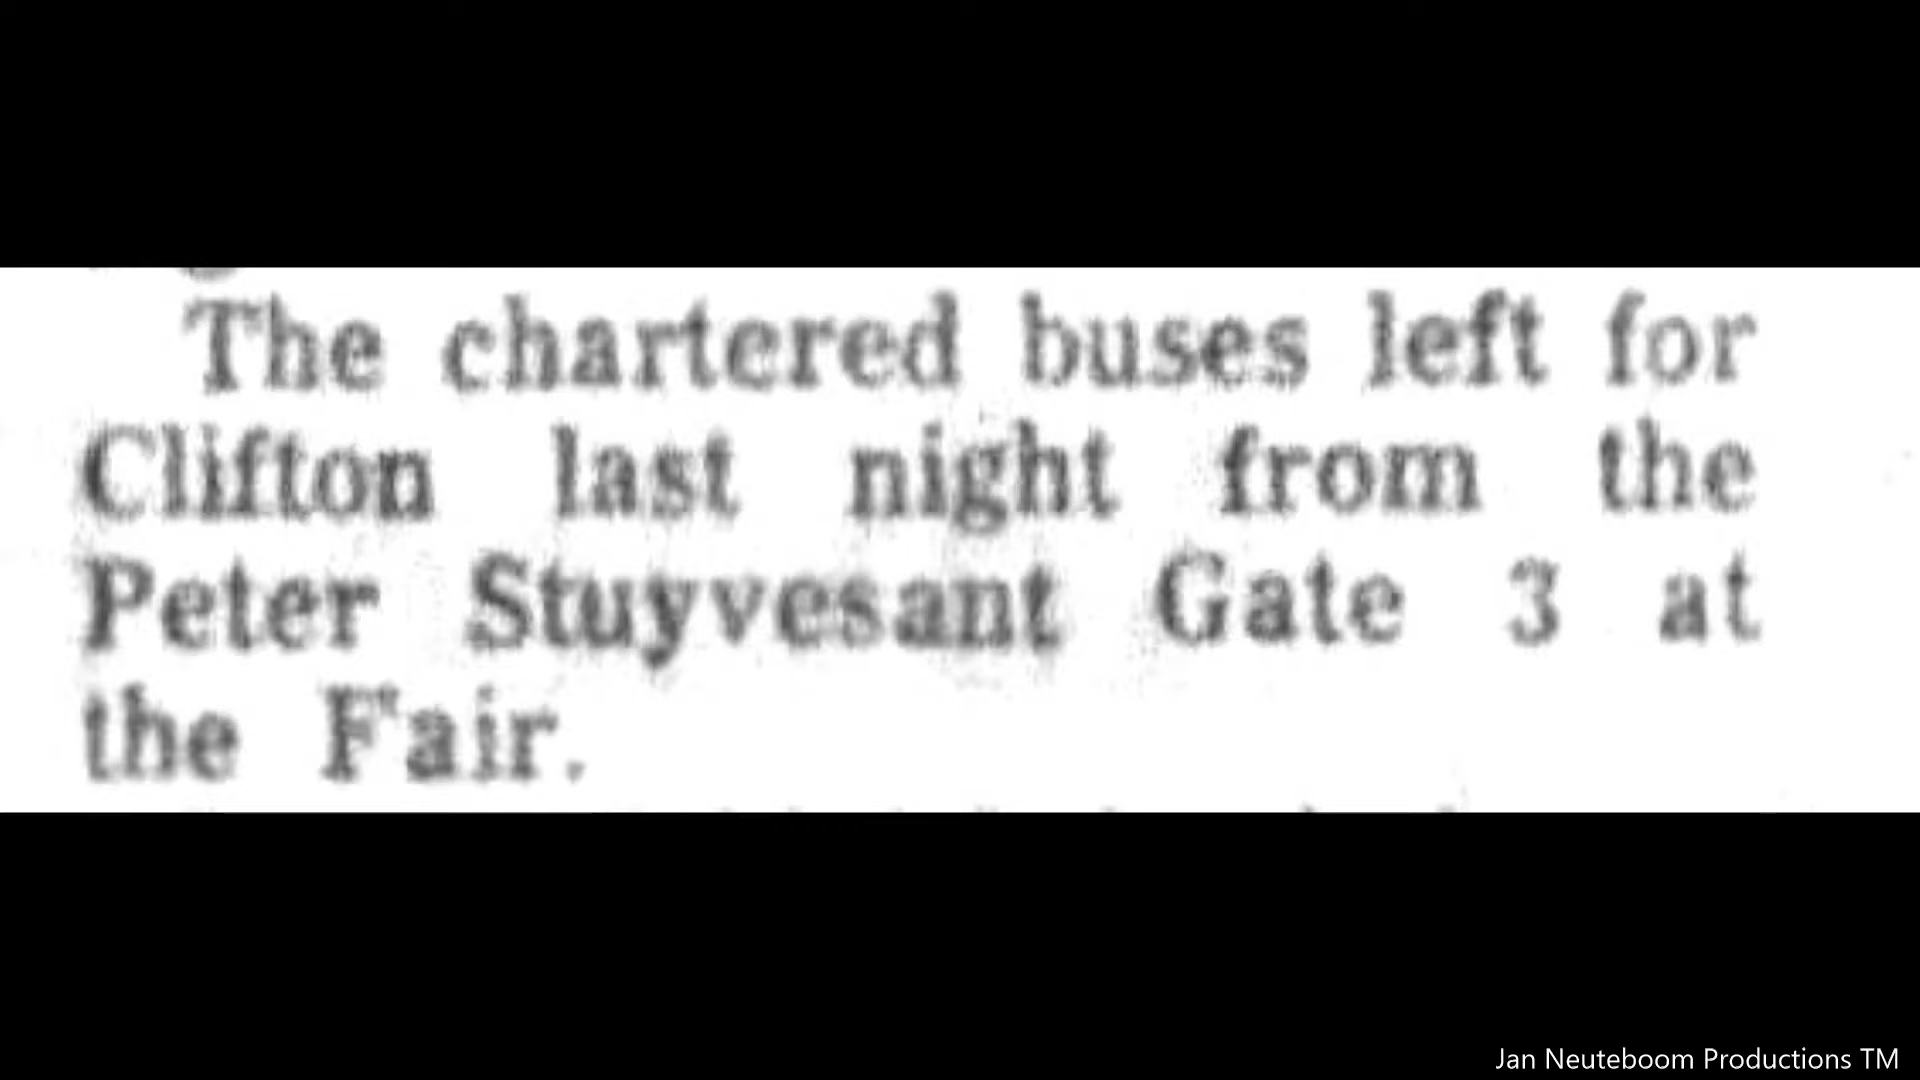 The chartered buses left for
Clifton last night from the
Peter Stuyvesant Gate 3 at
the Fair.
Jan Neuteboom Productions TM